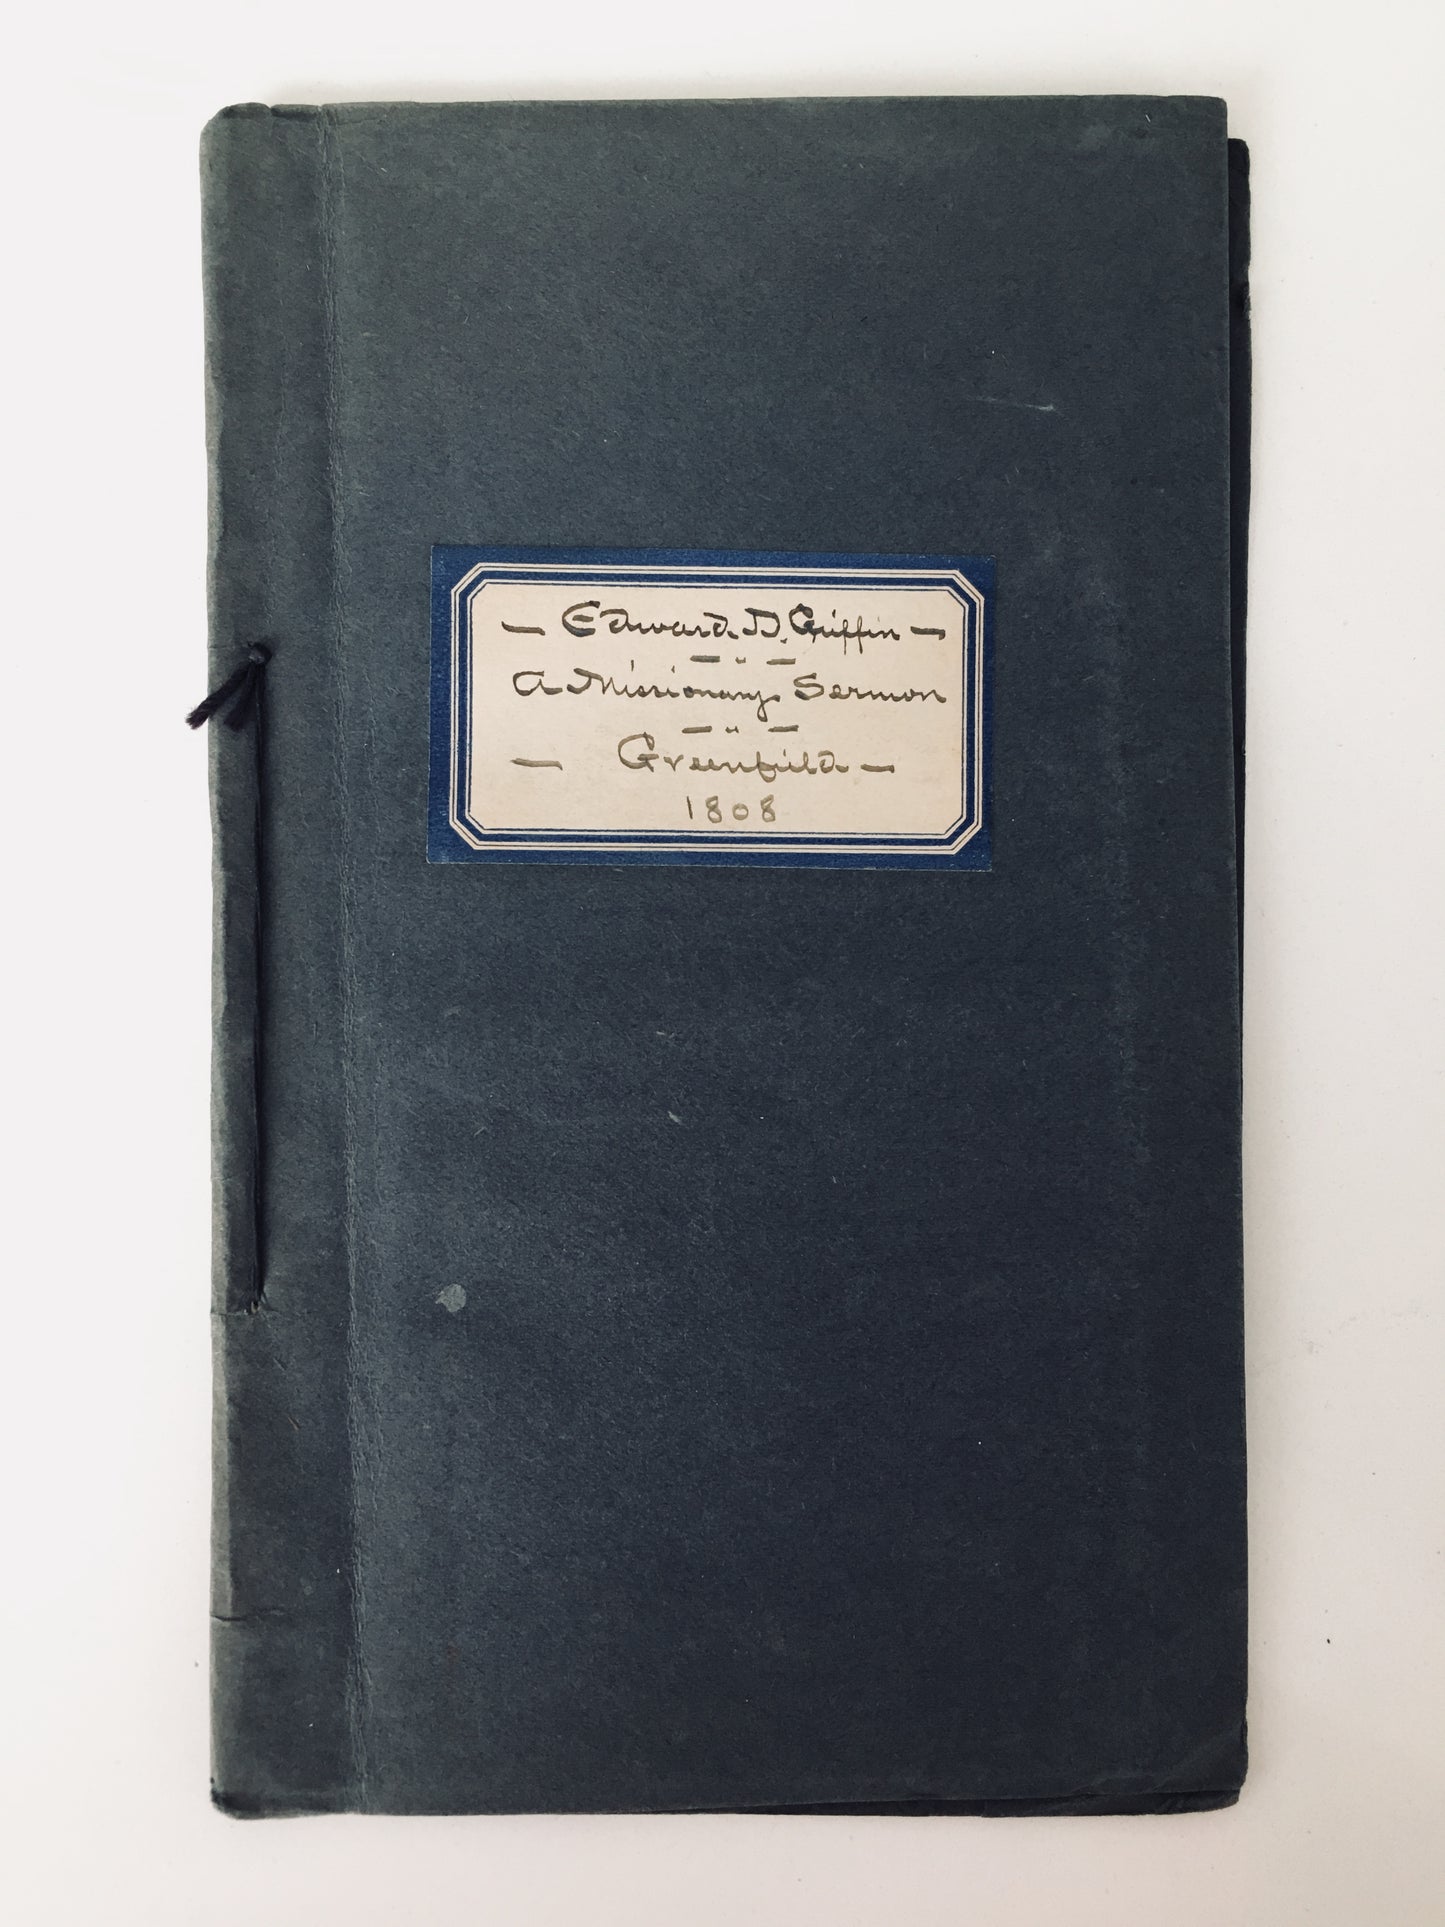 — Edward D. Griffin —
— " —
A Missionary Sermon
— " —
— Greenfield —
1808